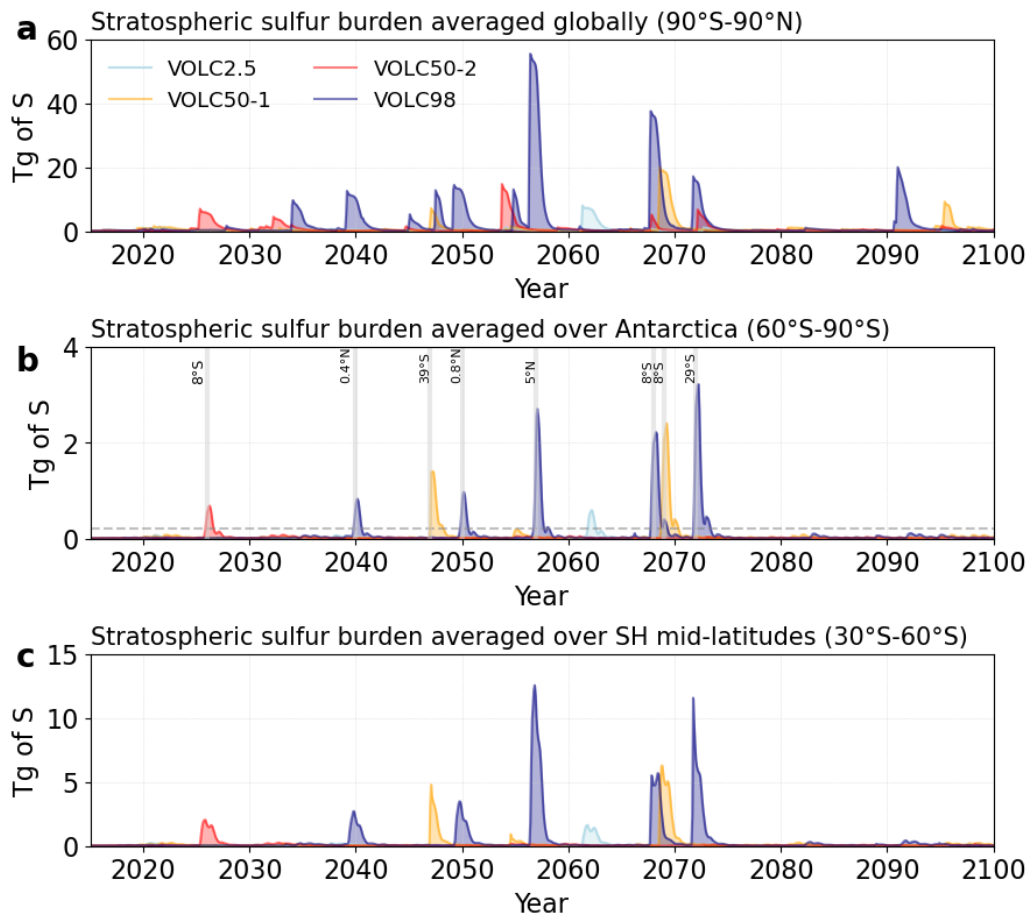 a
Stratospheric sulfur burden averaged globally (90°S-90°N)
VOLC2.5
VOLC50-1
VOLC50-2
VOLC98
60
40
20
0
Tg of S
2020 2030 2040 2050 2060 2070 2080 2090 2100
Year
b
Stratospheric sulfur burden averaged over Antarctica (60°S-90°S)
8°S
0.4°N
39°S
0.8°N
5°N
8°S
8°S
29°S
4
2
0
Tg of S
2020 2030 2040 2050 2060 2070 2080 2090 2100
Year
c
Stratospheric sulfur burden averaged over SH mid-latitudes (30°S-60°S)
15
10
5
0
Tg of S
2020 2030 2040 2050 2060 2070 2080 2090 2100
Year